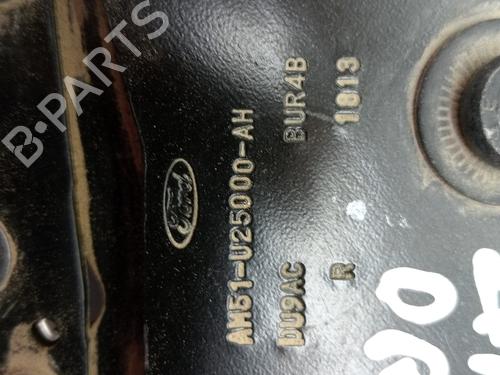 B-PARTS
Ford
AM51-U25000-AH
DU9AC BUR4B
R 1813